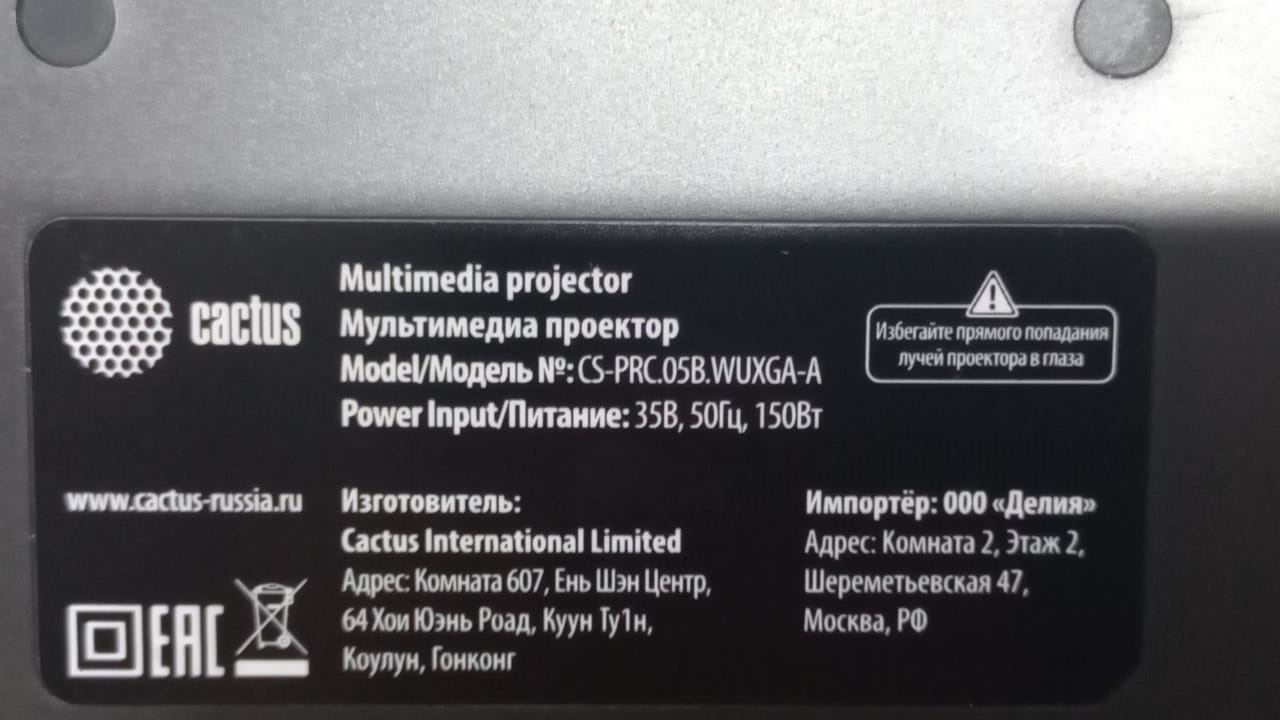 cactus
Multimedia projector
Мультимедиа проектор
Model/Модель №: CS-PRC.05B.WUXGA-A
Power Input/Питание: 35В, 50Гц, 150Вт
Избегайте прямого попадания
лучей проектора в глаза
www.cactus-russia.ru
EAC
Изготовитель:
Cactus International Limited
Адрес: Комната 607, Ень Шэн Центр,
64 Хои Юэнь Роад, Куун Ту1н,
Коулун, Гонконг
Импортёр: ООО «Делия»
Адрес: Комната 2, Этаж 2,
Шереметьевская 47,
Москва, РФ